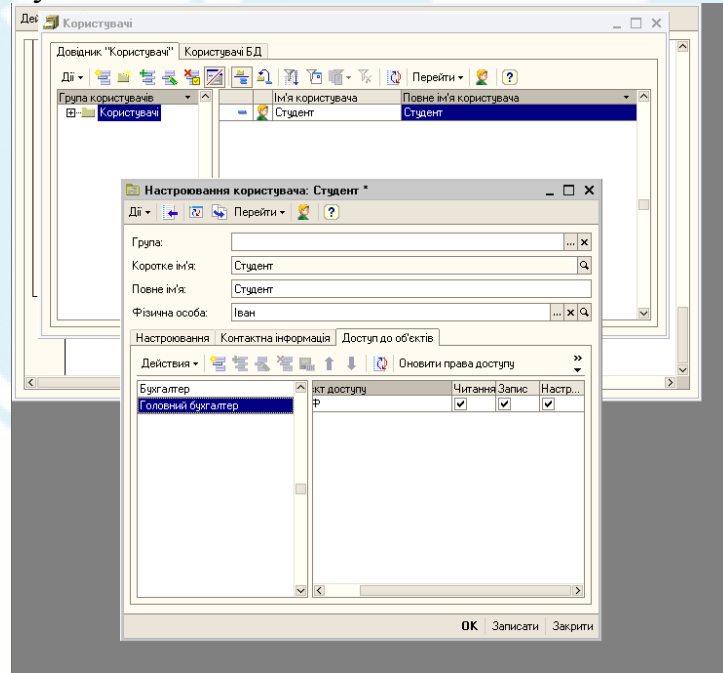 Користувачі
Довідник "Користувачі" Користувачі БД
Дії Перейти
Група користувачів Ім'я користувача Повне ім'я користувача
Користувачі Студент Студент
Настроювання користувача: Студент *
Дії Перейти
Група:
Коротке ім'я: Студент
Повне ім'я: Студент
Фізична особа: Іван
Настроювання Контактна інформація Доступ до об'єктів
Действия Оновити права доступу
Бухгалтер доступу Читання Запис Настр...
Головний бухгалтер
OK Записати Закрити